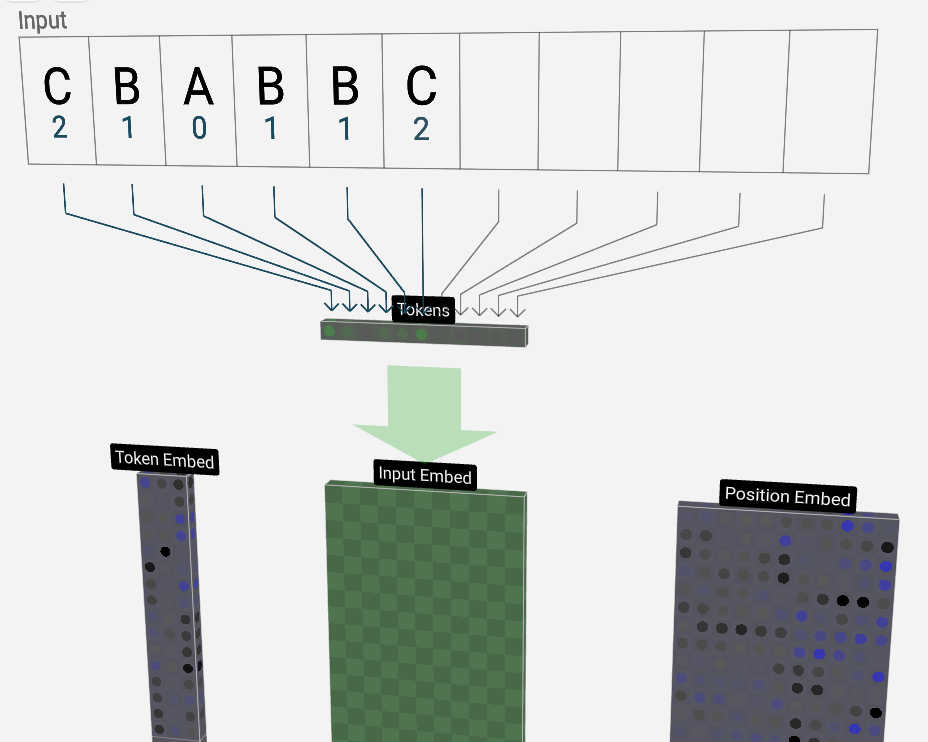 Input
C B A B B C
2 1 0 1 1 2
Tokens
Token Embed
Input Embed
Position Embed